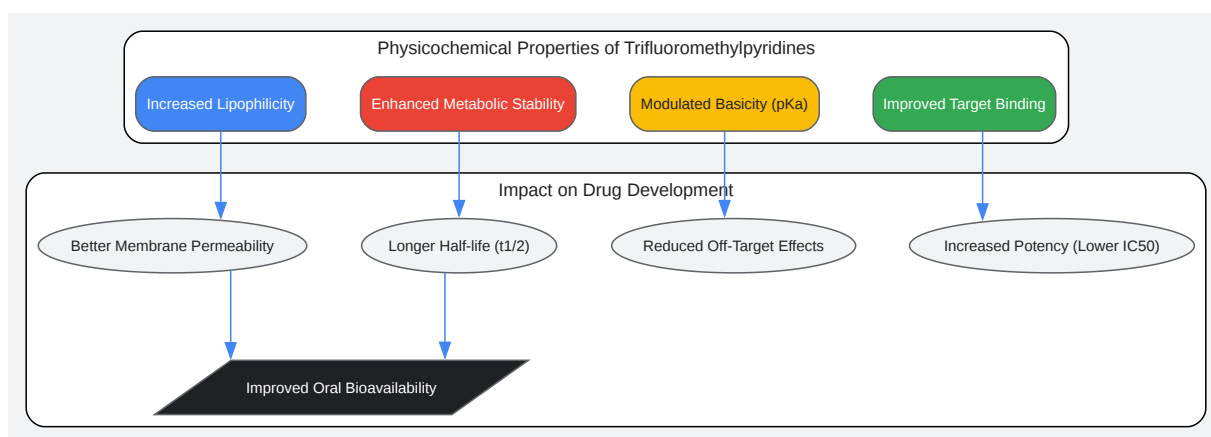 Physicochemical Properties of Trifluoromethylpyridines
Increased Lipophilicity
Enhanced Metabolic Stability
Modulated Basicity (pKa)
Improved Target Binding
Impact on Drug Development
Better Membrane Permeability
Longer Half-life (t1/2)
Reduced Off-Target Effects
Increased Potency (Lower IC50)
Improved Oral Bioavailability